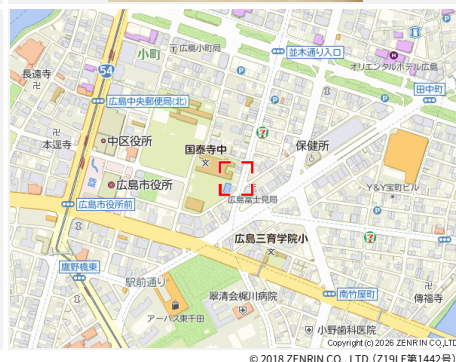 小町
〒広島小町局
並木通り入口
オリエンタルホテル広島
長遠寺
54
広島中央郵便局(北)
田中町
中区役所
国泰寺中
保健所
本逕寺
広島市役所
Y&Y宝町ビル
広島市役所前
広島富士見局
広島三育学院小
鷹野橋東
駅前通り
翠清会梶川病院
南竹屋町
アーバス東千田
傳福寺
小野歯科医院
Copyright (c) 2026 ZENRIN CO.,LTD
© 2018 ZENRIN CO., LTD. (Z19LE第1442号)